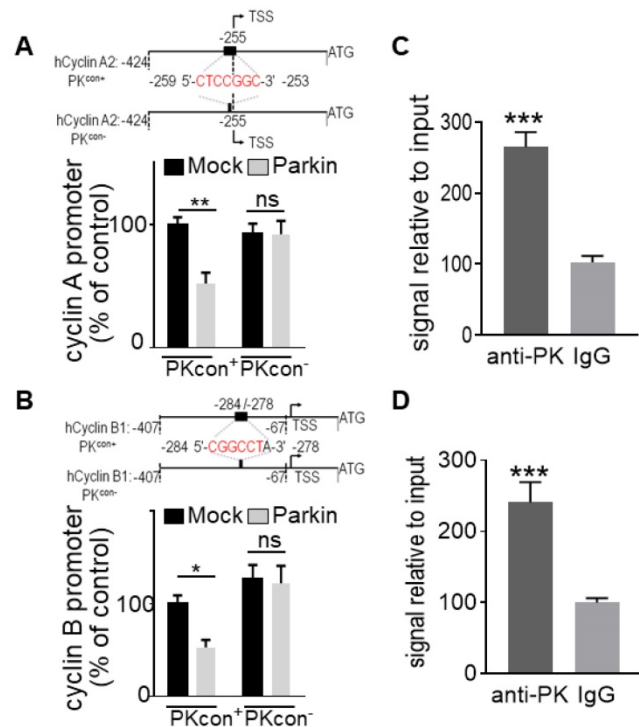 A
TSS
-255
hCyclin A2: -424
ATG
PKcon+
-259 5'-CTCCGGC-3' -253
hCyclin A2: -424
ATG
PKcon-
-255
TSS
Mock Parkin
cyclin A promoter
(% of control)
100
0
**
ns
PKcon+ PKcon-
B
-284/-278
hCyclin B1: -407
-67
TSS
ATG
PKcon+
-284 5'-CGGCCTA-3' -278
hCyclin B1: -407
-67
TSS
ATG
PKcon-
Mock Parkin
cyclin B promoter
(% of control)
100
0
*
ns
PKcon+ PKcon-
C
signal relative to input
300
200
100
0
***
anti-PK IgG
D
signal relative to input
300
200
100
0
***
anti-PK IgG